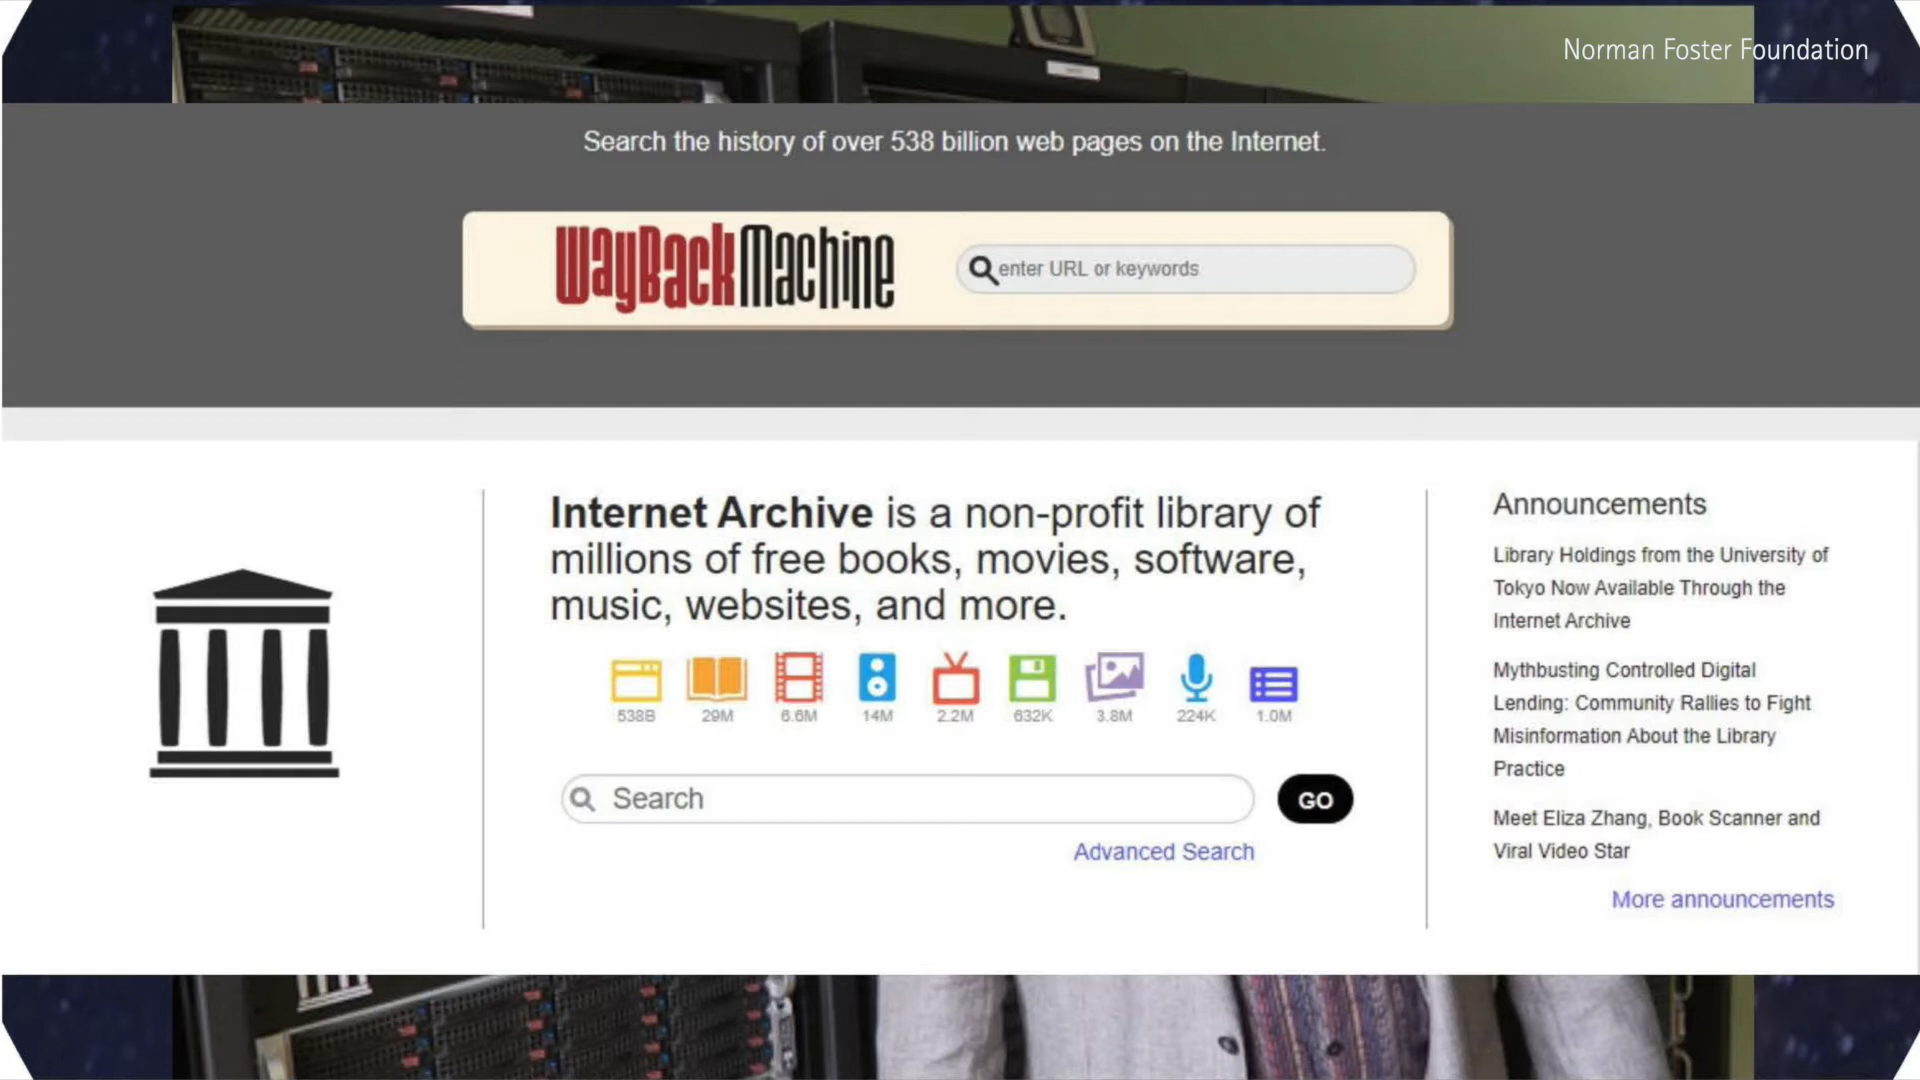 Norman Foster Foundation
Search the history of over 538 billion web pages on the Internet.
WayBackMachine
enter URL or keywords
Internet Archive is a non-profit library of
millions of free books, movies, software,
music, websites, and more.
538B 29M 6.6M 14M 2.2M 632K 3.8M 224K 1.0M
Search
GO
Advanced Search
Announcements
Library Holdings from the University of
Tokyo Now Available Through the
Internet Archive
Mythbusting Controlled Digital
Lending: Community Rallies to Fight
Misinformation About the Library
Practice
Meet Eliza Zhang, Book Scanner and
Viral Video Star
More announcements